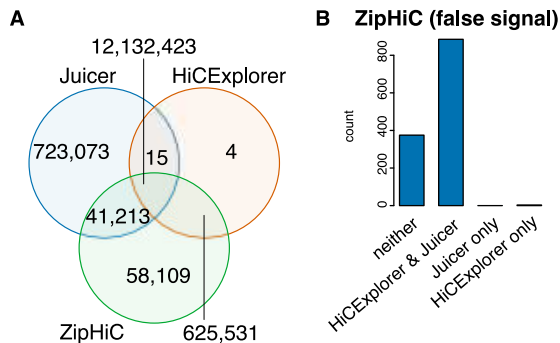 A
12,132,423
Juicer
HiCExplorer
723,073
15
4
41,213
58,109
ZipHiC
625,531
B
ZipHiC (false signal)
count
800
600
400
200
0
neither
HiCExplorer & Juicer
Juicer only
HiCExplorer only